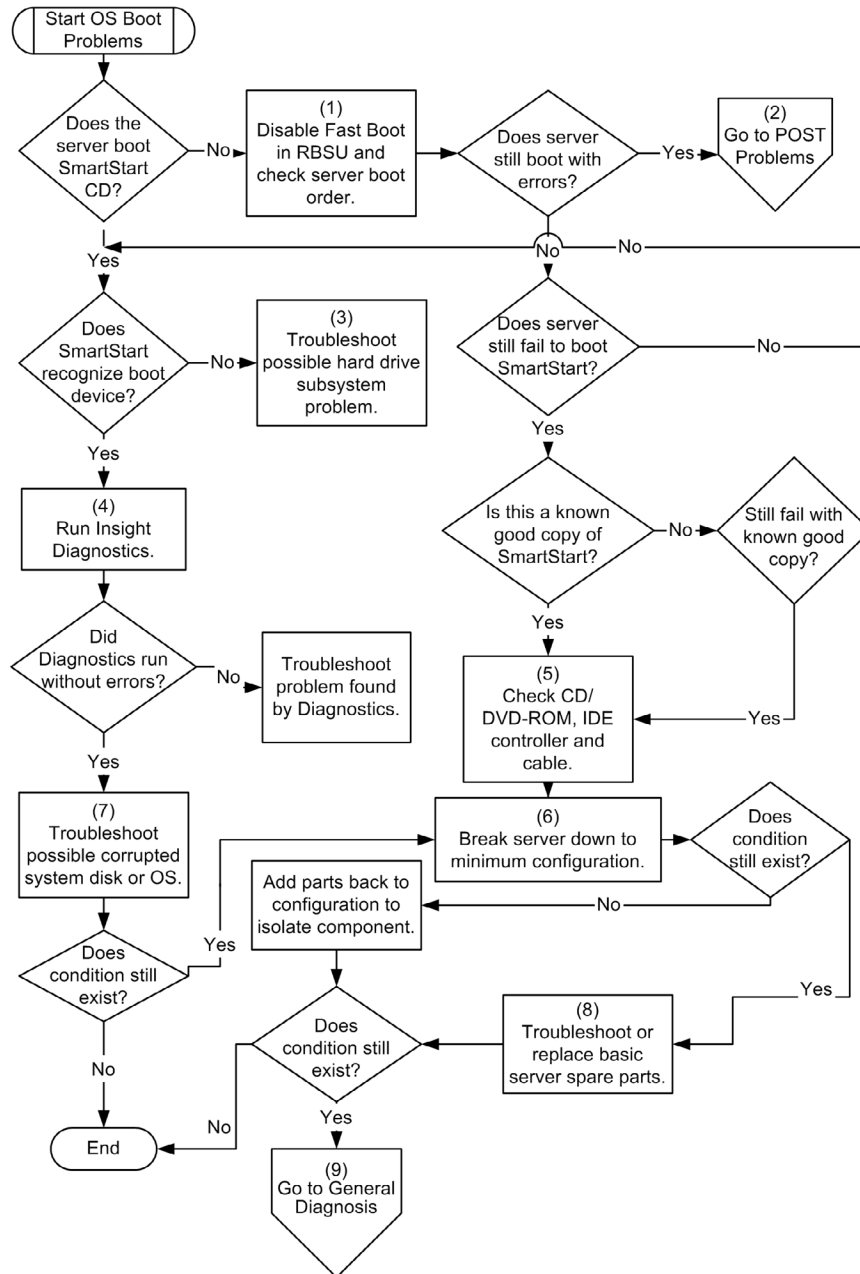 Start OS Boot
Problems
Does the
server boot
SmartStart
CD?
No
(1)
Disable Fast Boot
in RBSU and
check server boot
order.
Does server
still boot with
errors?
Yes
(2)
Go to POST
Problems
Yes
No
No
Does
SmartStart
recognize boot
device?
No
(3)
Troubleshoot
possible hard drive
subsystem
problem.
Does server
still fail to boot
SmartStart?
No
Yes
Yes
(4)
Run Insight
Diagnostics.
Is this a known
good copy of
SmartStart?
No
Still fail with
known good
copy?
Yes
Did
Diagnostics run
without errors?
No
Troubleshoot
problem found
by Diagnostics.
(5)
Check CD/
DVD-ROM, IDE
controller and
cable.
Yes
Yes
(7)
Troubleshoot
possible corrupted
system disk or OS.
(6)
Break server down to
minimum configuration.
Does
condition
still exist?
Add parts back to
configuration to
isolate component.
No
Yes
Does
condition still
exist?
Yes
Does
condition still
exist?
(8)
Troubleshoot or
replace basic
server spare parts.
No
No
Yes
End
(9)
Go to General
Diagnosis